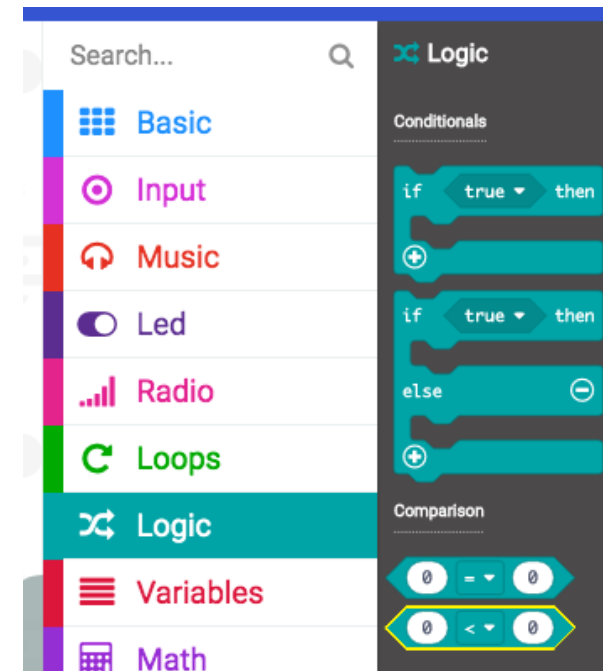 Search...
Basic
Input
Music
Led
Radio
Loops
Logic
Variables
Math
Logic
Conditionals
if true then
if true then
else
Comparison
0 = 0
0 < 0